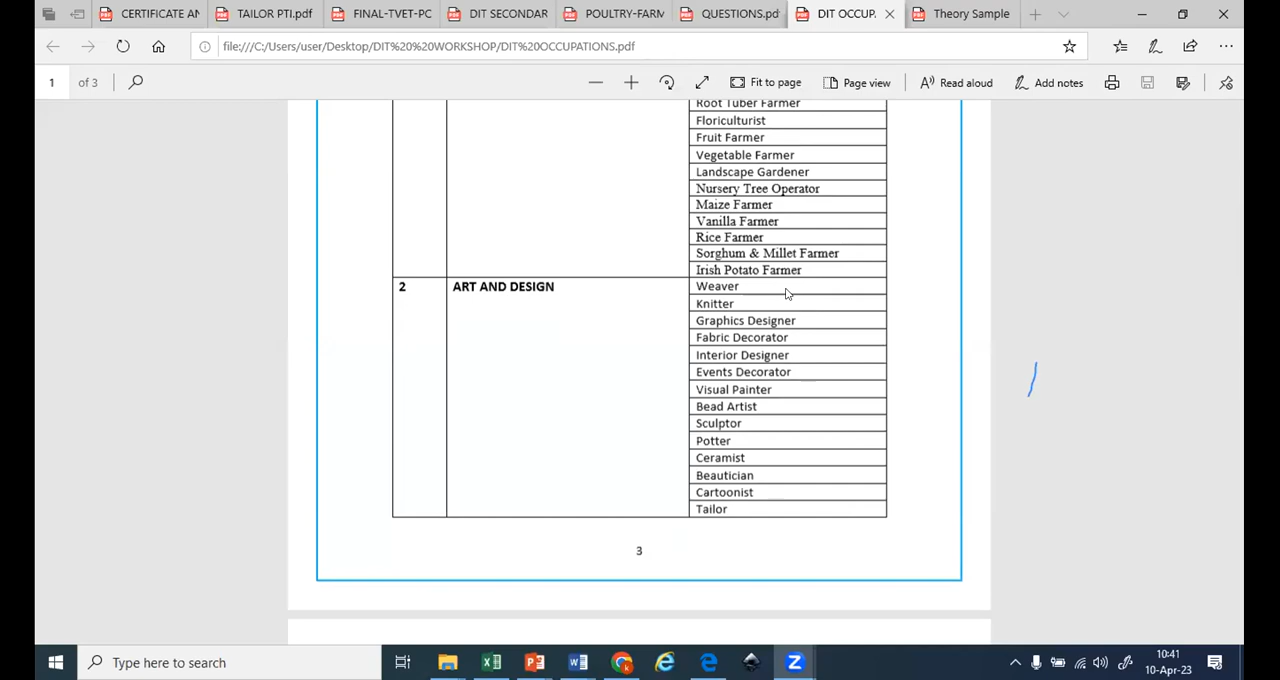 CERTIFICATE AN
TAILOR PTI.pdf
FINAL-TVET-PC
DIT SECONDAR
POULTRY-FARM
QUESTIONS.pd
DIT OCCUP.
Theory Sample
file:///C:/Users/user/Desktop/DIT%20%20WORKSHOP/DIT%20OCCUPATIONS.pdf
1 of 3
Fit to page
Page view
Read aloud
Add notes
Root Tuber Farmer
Floriculturist
Fruit Farmer
Vegetable Farmer
Landscape Gardener
Nursery Tree Operator
Maize Farmer
Vanilla Farmer
Rice Farmer
Sorghum & Millet Farmer
Irish Potato Farmer
2 ART AND DESIGN Weaver
Knitter
Graphics Designer
Fabric Decorator
Interior Designer
Events Decorator
Visual Painter
Bead Artist
Sculptor
Potter
Ceramist
Beautician
Cartoonist
Tailor
3
Type here to search
10:41
10-Apr-23